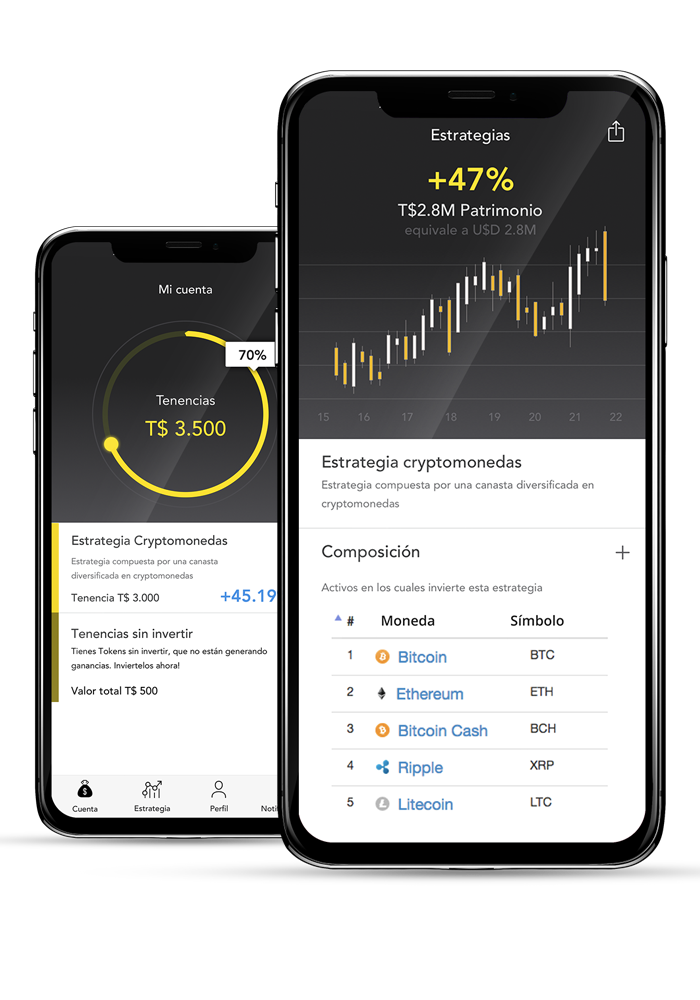 Mi cuenta
70%
Tenencias
T$ 3.500
Estrategia Cryptomonedas
Estrategia compuesta por una canasta
diversificada en cryptomonedas
Tenencia T$ 3.000
+45.19
Tenencias sin invertir
Tienes Tokens sin invertir, que no están generando
ganancias. Inviertelos ahora!
Valor total T$ 500
Cuenta Estrategia Perfil Noti
Estrategias
+47%
T$2.8M Patrimonio
equivale a U$D 2.8M
15 16 17 18 19 20 21 22
Estrategia cryptomonedas
Estrategia compuesta por una canasta diversificada en
cryptomonedas
Composición
Activos en los cuales invierte esta estrategia
# Moneda Símbolo
1 Bitcoin BTC
2 Ethereum ETH
3 Bitcoin Cash BCH
4 Ripple XRP
5 Litecoin LTC